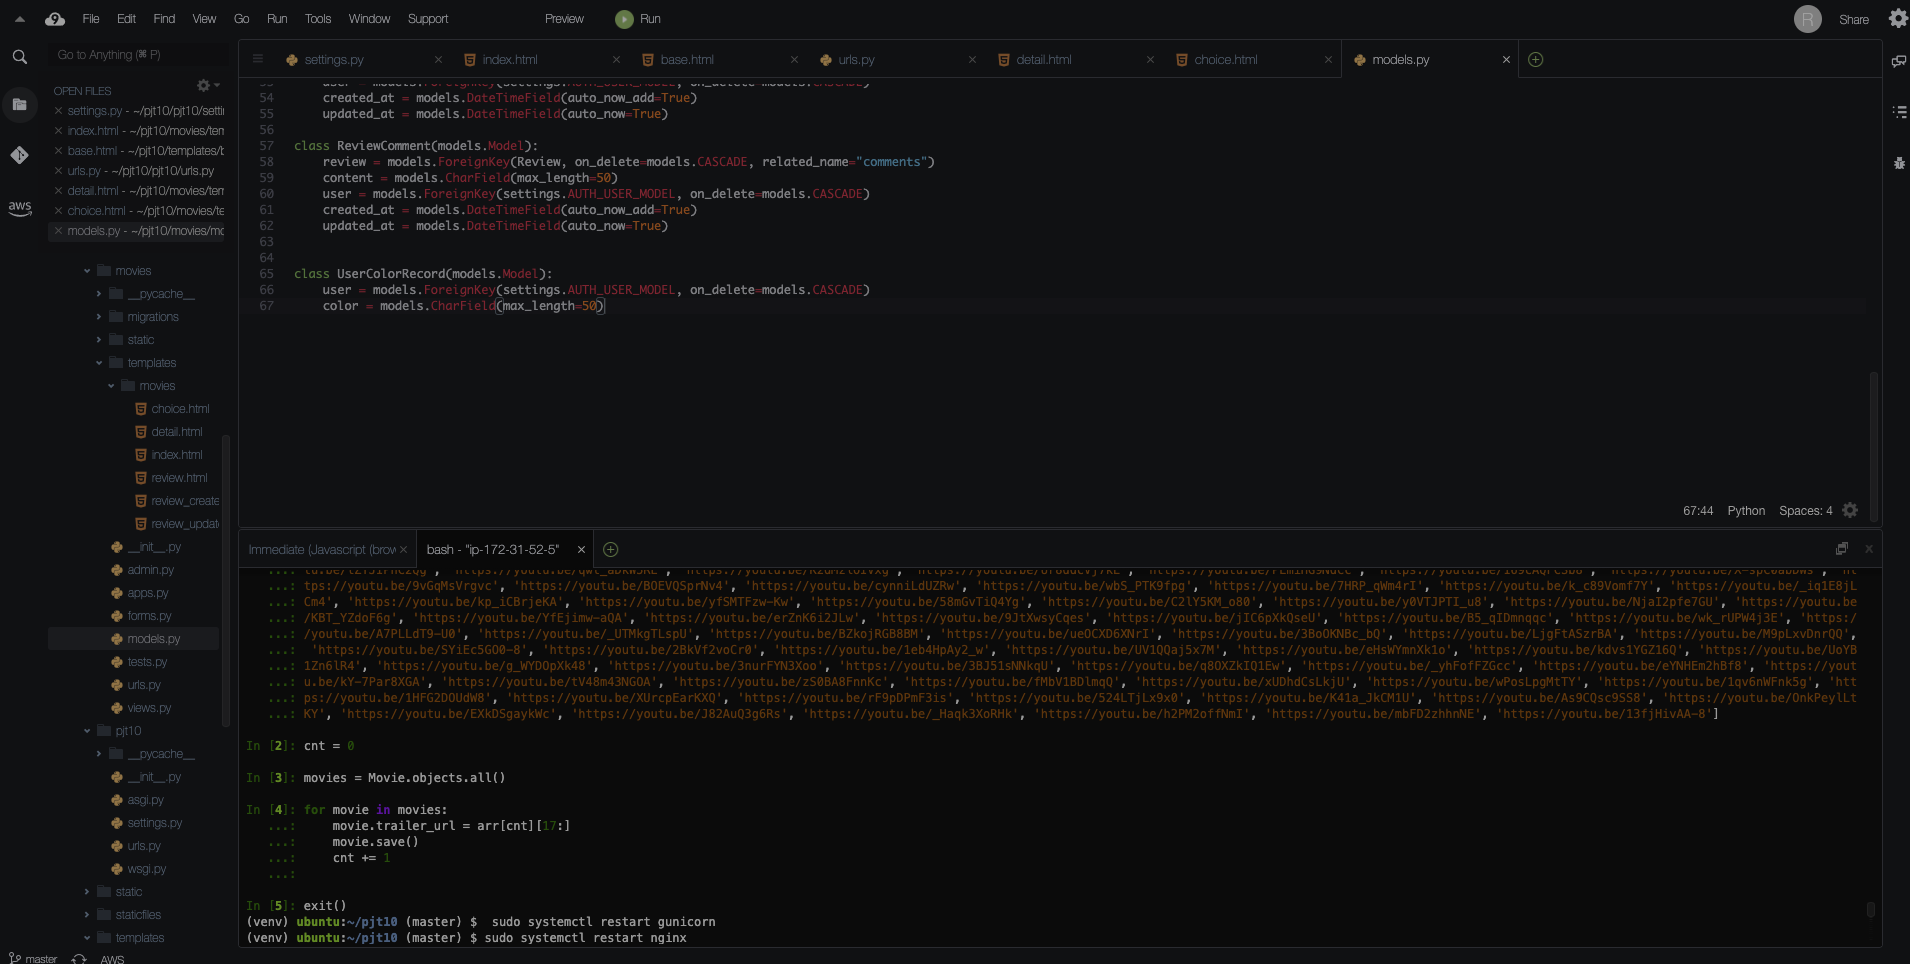 File Edit Find View Go Run Tools Window Support Preview Run R Share
Go to Anything (⌘ P)
settings.py × index.html × base.html × urls.py × detail.html × choice.html × models.py ×
OPEN FILES
× settings.py - ~/pjt10/pjt10/setti
× index.html - ~/pjt10/movies/tem
× base.html - ~/pjt10/templates/b
× urls.py - ~/pjt10/pjt10/urls.py
× detail.html - ~/pjt10/movies/tem
× choice.html - ~/pjt10/movies/te
× models.py - ~/pjt10/movies/mo
aws
movies
__pycache__
migrations
static
templates
movies
choice.html
detail.html
index.html
review.html
review_create
review_updat
__init__.py
admin.py
apps.py
forms.py
models.py
tests.py
urls.py
views.py
pjt10
__pycache__
__init__.py
asgi.py
settings.py
urls.py
wsgi.py
static
staticfiles
templates
master AWS
53 user = models.ForeignKey(settings.AUTH_USER_MODEL, on_delete=models.CASCADE)
54 created_at = models.DateTimeField(auto_now_add=True)
55 updated_at = models.DateTimeField(auto_now=True)
56
57 class ReviewComment(models.Model):
58 review = models.ForeignKey(Review, on_delete=models.CASCADE, related_name="comments")
59 content = models.CharField(max_length=50)
60 user = models.ForeignKey(settings.AUTH_USER_MODEL, on_delete=models.CASCADE)
61 created_at = models.DateTimeField(auto_now_add=True)
62 updated_at = models.DateTimeField(auto_now=True)
63
64
65 class UserColorRecord(models.Model):
66 user = models.ForeignKey(settings.AUTH_USER_MODEL, on_delete=models.CASCADE)
67 color = models.CharField(max_length=50)
67:44 Python Spaces: 4
Immediate (Javascript (brow × bash - "ip-172-31-52-5" ×
...: tps://youtu.be/9vGqMsVrgvc', 'https://youtu.be/BOEVQSprNv4', 'https://youtu.be/cynniLdUZRw', 'https://youtu.be/wbS_PTK9fpg', 'https://youtu.be/7HRP_qWm4rI', 'https://youtu.be/k_c89Vomf7Y', 'https://youtu.be/_iq1E8jL
...: Cm4', 'https://youtu.be/kp_iCBrjeKA', 'https://youtu.be/yfSMTFzw-Kw', 'https://youtu.be/58mGvTiQ4Yg', 'https://youtu.be/C2lY5KM_o80', 'https://youtu.be/y0VTJPTI_u8', 'https://youtu.be/NjaI2pfe7GU', 'https://youtu.be
...: /KBT_YZdoF6g', 'https://youtu.be/YfEjimw-aQA', 'https://youtu.be/erZnK6i2JLw', 'https://youtu.be/9JtXwsyCqes', 'https://youtu.be/jIC6pXkQseU', 'https://youtu.be/B5_qIDmnqqc', 'https://youtu.be/wk_rUPW4j3E', 'https:/
...: /youtu.be/A7PLLdT9-U0', 'https://youtu.be/_UTMkgTLspU', 'https://youtu.be/BZkojRGB8BM', 'https://youtu.be/ueOCXD6XNrI', 'https://youtu.be/3BoOKNBc_bQ', 'https://youtu.be/LjgFtASzrBA', 'https://youtu.be/M9pLxvDnrQQ',
...: 'https://youtu.be/SYiEc5GO0-8', 'https://youtu.be/2BkVf2voCr0', 'https://youtu.be/1eb4HpAy2_w', 'https://youtu.be/UV1QQaj5x7M', 'https://youtu.be/eHsWYmnXk1o', 'https://youtu.be/kdvs1YGZ16Q', 'https://youtu.be/UoYB
...: 1Zn6lR4', 'https://youtu.be/g_WYDOpXk48', 'https://youtu.be/3nurFYN3Xoo', 'https://youtu.be/3BJ51sNNkqU', 'https://youtu.be/q8OXZkIQ1Ew', 'https://youtu.be/_yhFofFZGcc', 'https://youtu.be/eYNHEm2hBf8', 'https://yout
...: u.be/kY-7Par8XGA', 'https://youtu.be/tV48m43NGOA', 'https://youtu.be/zS0BA8FnnKc', 'https://youtu.be/fMbV1BDlmqQ', 'https://youtu.be/xUDhdCsLkjU', 'https://youtu.be/wPosLpgMtTY', 'https://youtu.be/1qv6nWFnk5g', 'htt
...: ps://youtu.be/1HFG2DOUdW8', 'https://youtu.be/XUrcpEarKXQ', 'https://youtu.be/rF9pDPmF3is', 'https://youtu.be/524LTjLx9x0', 'https://youtu.be/K41a_JkCM1U', 'https://youtu.be/As9CQsc9SS8', 'https://youtu.be/OnkPeylLt
...: KY', 'https://youtu.be/EXkDSgaykWc', 'https://youtu.be/J82AuQ3g6Rs', 'https://youtu.be/_Haqk3XoRHk', 'https://youtu.be/h2PM2offNmI', 'https://youtu.be/mbFD2zhhnNE', 'https://youtu.be/13fjHivAA-8']
In [2]: cnt = 0
In [3]: movies = Movie.objects.all()
In [4]: for movie in movies:
...: movie.trailer_url = arr[cnt][17:]
...: movie.save()
...: cnt += 1
...:
In [5]: exit()
(venv) ubuntu:~/pjt10 (master) $ sudo systemctl restart gunicorn
(venv) ubuntu:~/pjt10 (master) $ sudo systemctl restart nginx